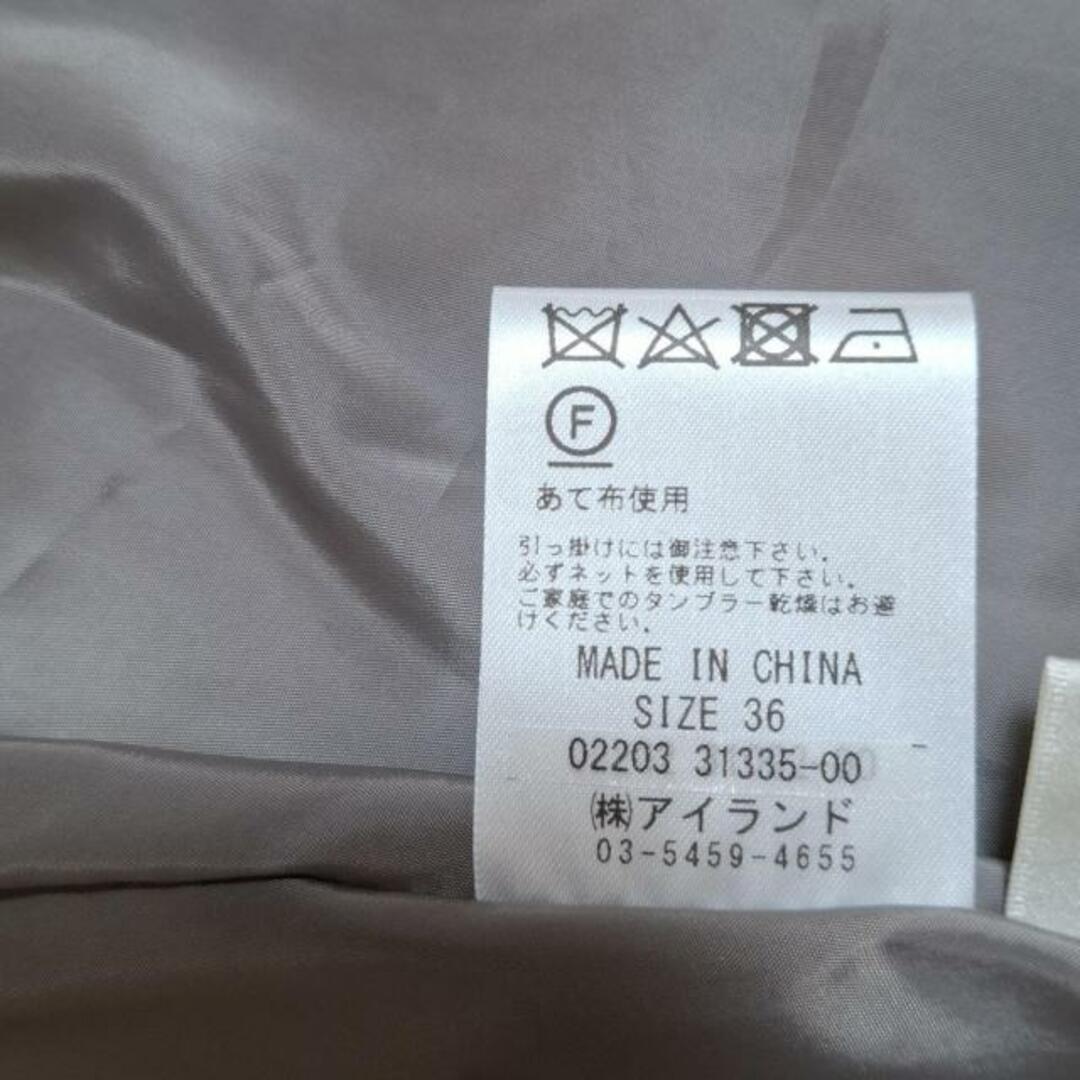 F
あて布使用
引っ掛けには御注意下さい.
必ずネットを使用して下さい.
ご家庭でのタンブラー乾燥はお避
けください.
MADE IN CHINA
SIZE 36
02203 31335-00
㈱アイランド
03-5459-4655